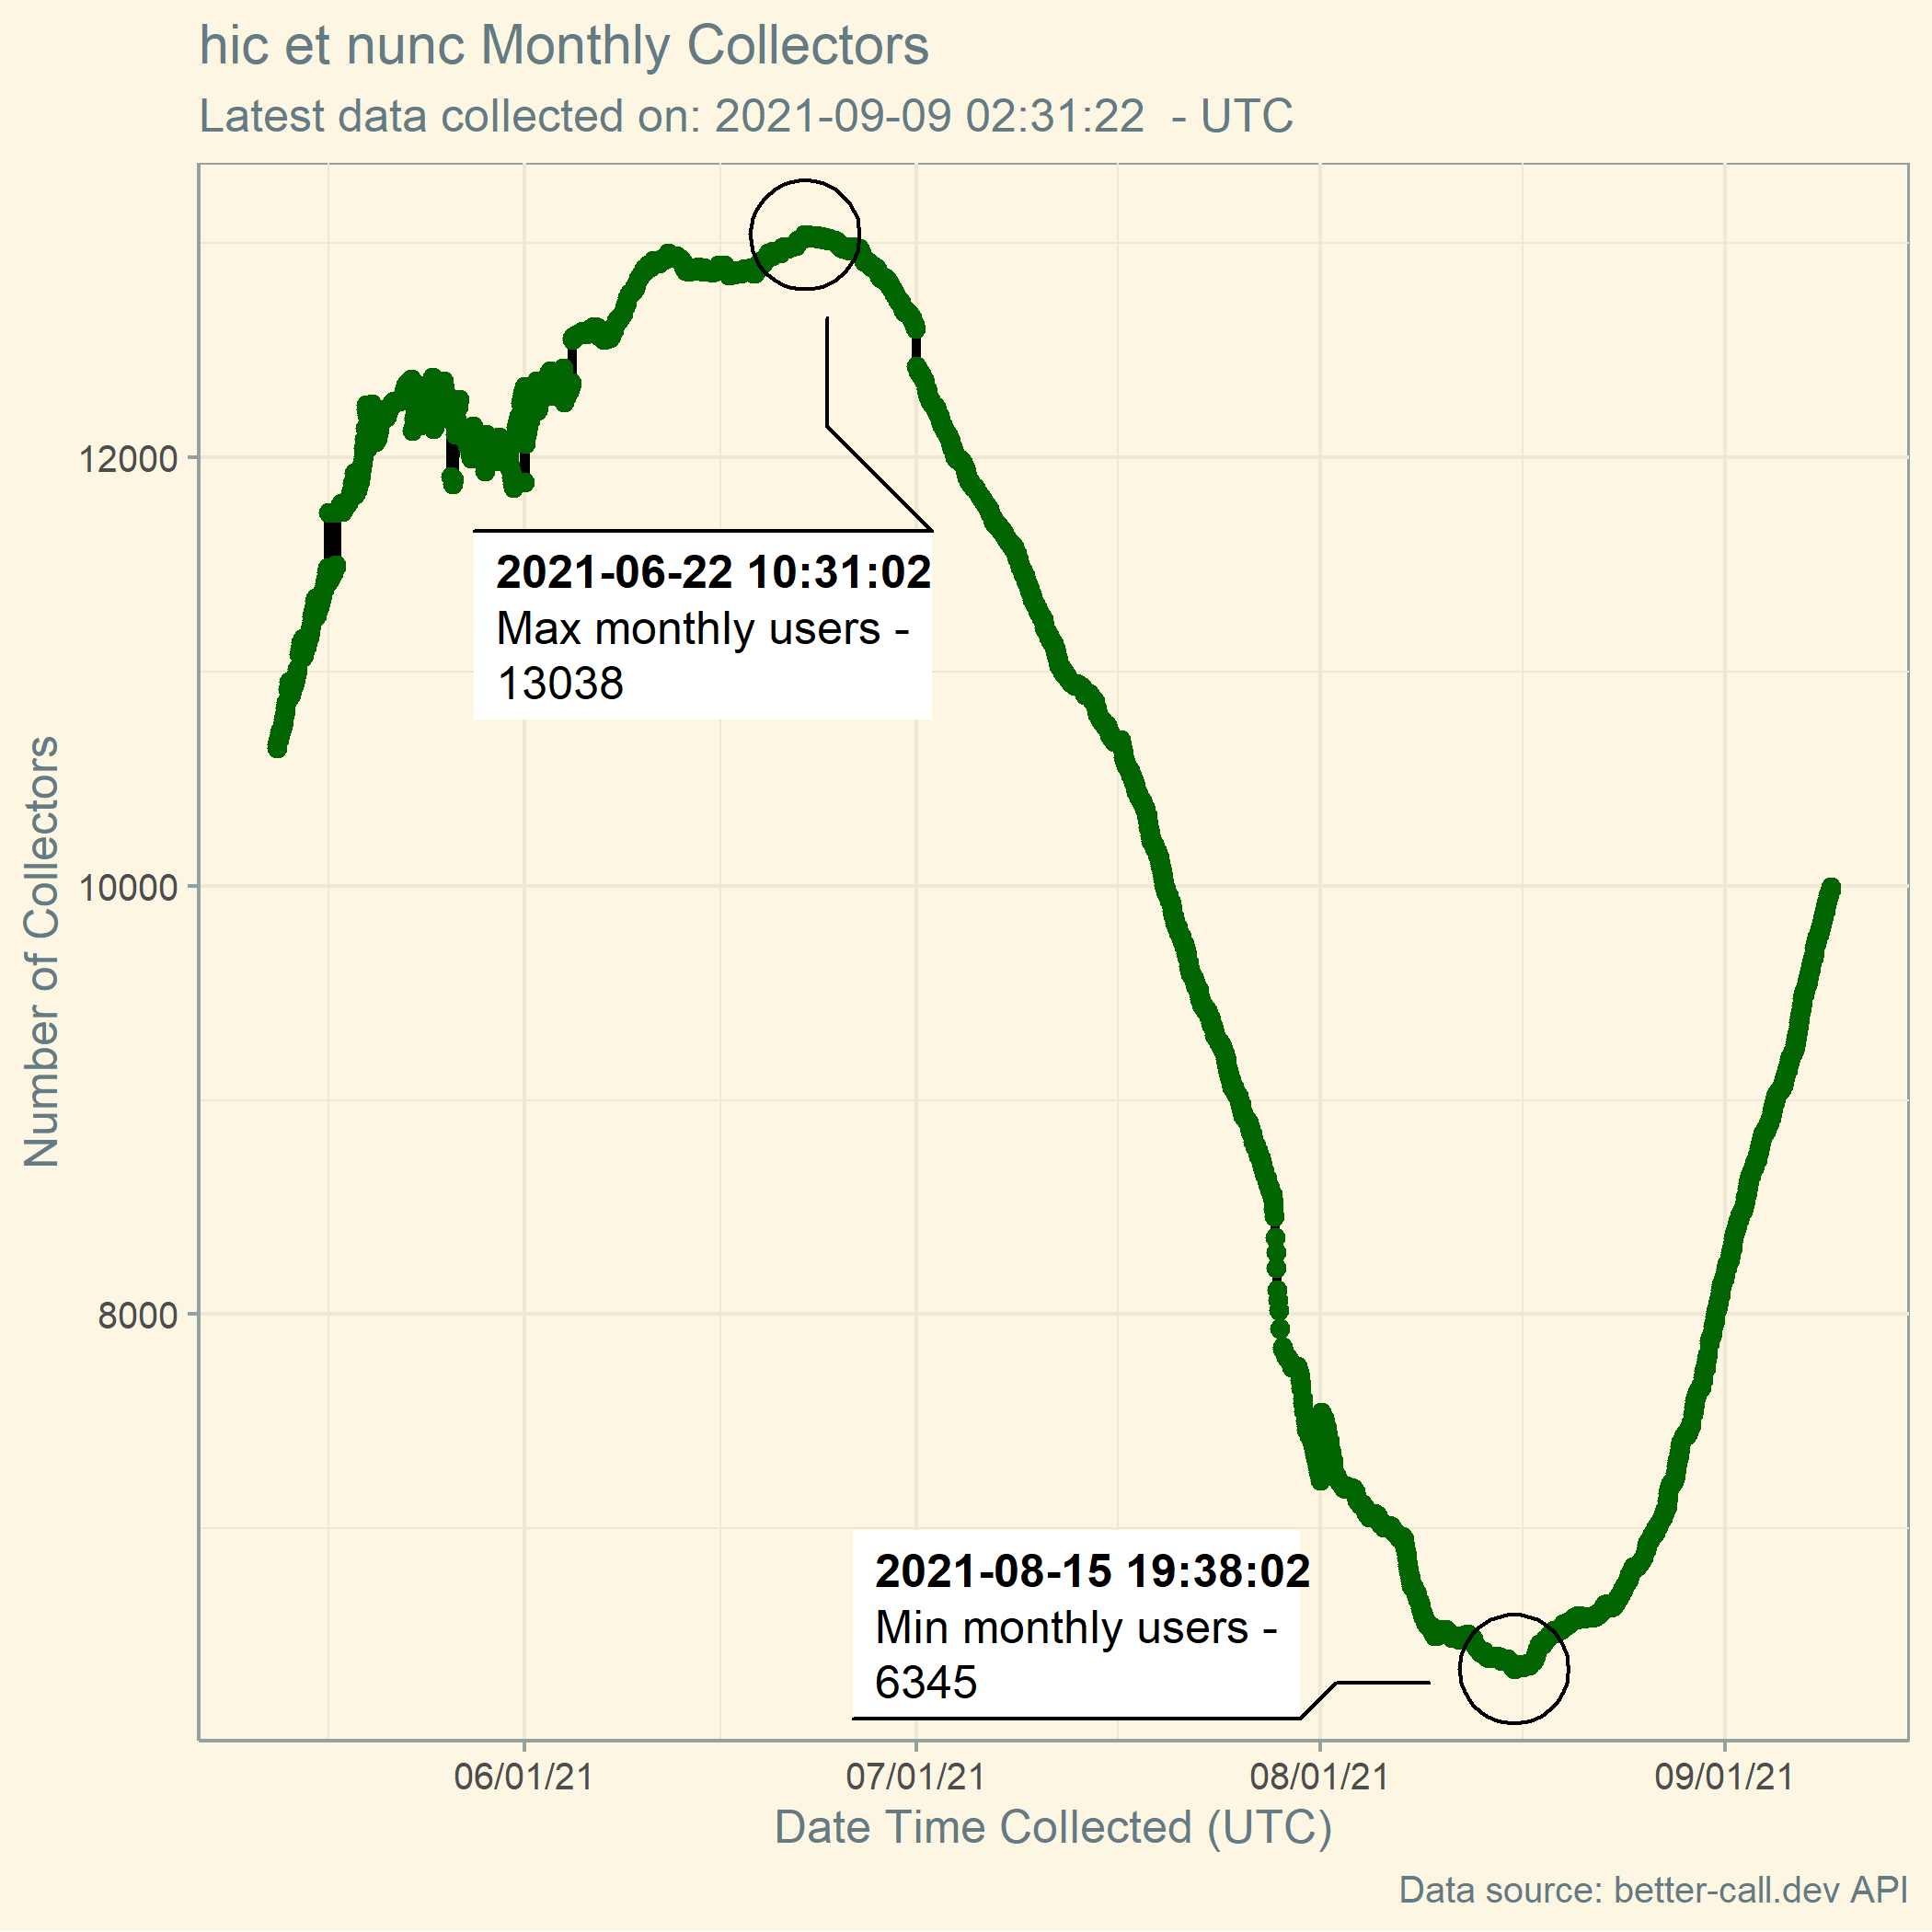 hic et nunc Monthly Collectors
Latest data collected on: 2021-09-09 02:31:22  - UTC
12000
10000
8000
Number of Collectors
2021-06-22 10:31:02
Max monthly users -
13038
2021-08-15 19:38:02
Min monthly users -
6345
06/01/21
07/01/21
08/01/21
09/01/21
Date Time Collected (UTC)
Data source: better-call.dev API